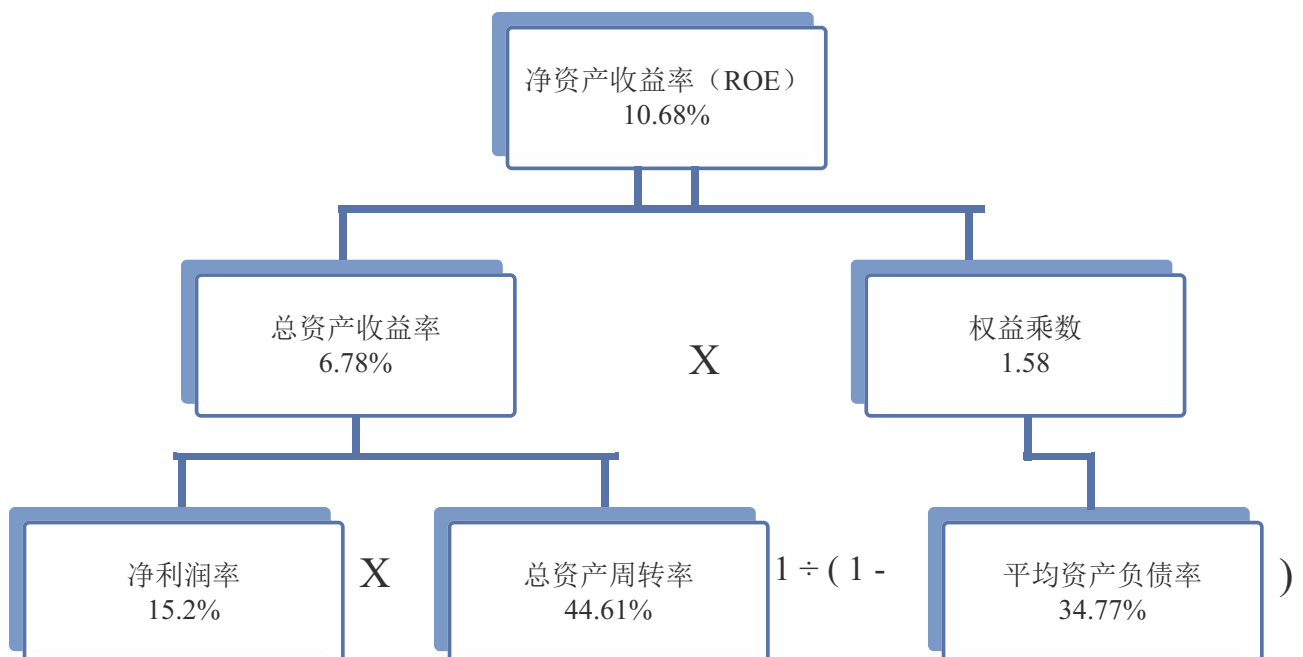 净资产收益率（ROE）
10.68%
总资产收益率
6.78%
X
权益乘数
1.58
净利润率
15.2%
X
总资产周转率
44.61%
1 ÷ ( 1 -
平均资产负债率
34.77%
)